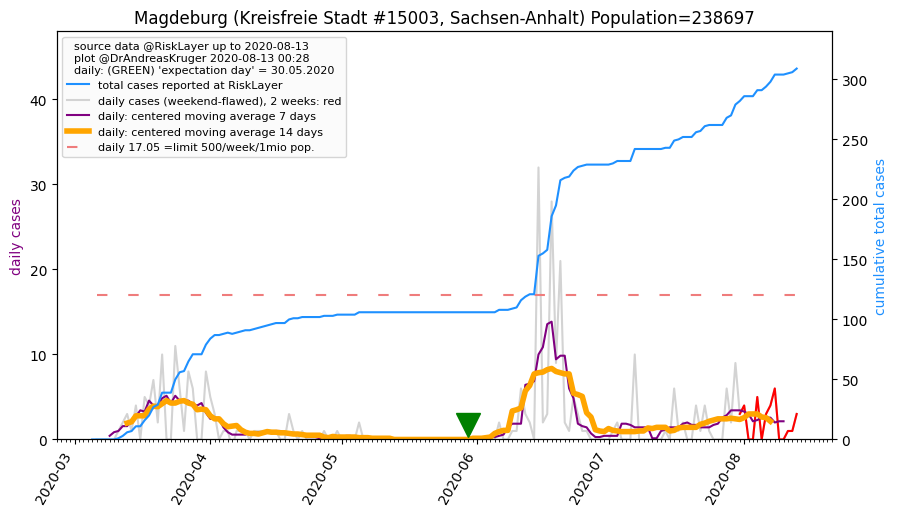 Magdeburg (Kreisfreie Stadt #15003, Sachsen-Anhalt) Population=238697
source data @RiskLayer up to 2020-08-13
plot @DrAndreasKruger 2020-08-13 00:28
daily: (GREEN) 'expectation day' = 30.05.2020
total cases reported at RiskLayer
daily cases (weekend-flawed), 2 weeks: red
daily: centered moving average 7 days
daily: centered moving average 14 days
daily 17.05 =limit 500/week/1mio pop.
daily cases
40
30
20
10
0
cumulative total cases
300
250
200
150
100
50
0
2020-03
2020-04
2020-05
2020-06
2020-07
2020-08